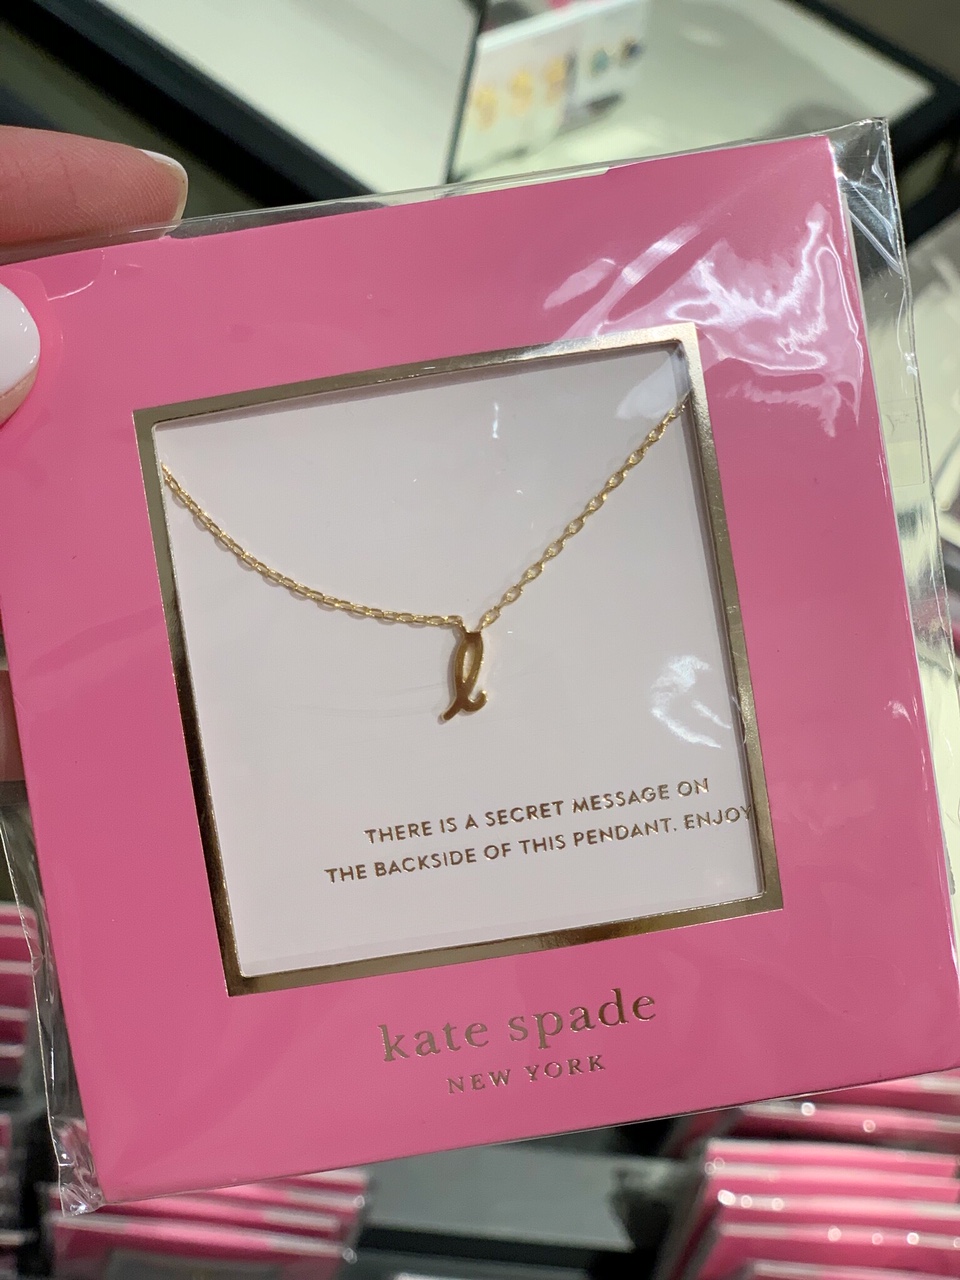 l
THERE IS A SECRET MESSAGE ON
THE BACKSIDE OF THIS PENDANT. ENJOY
kate spade
NEW YORK